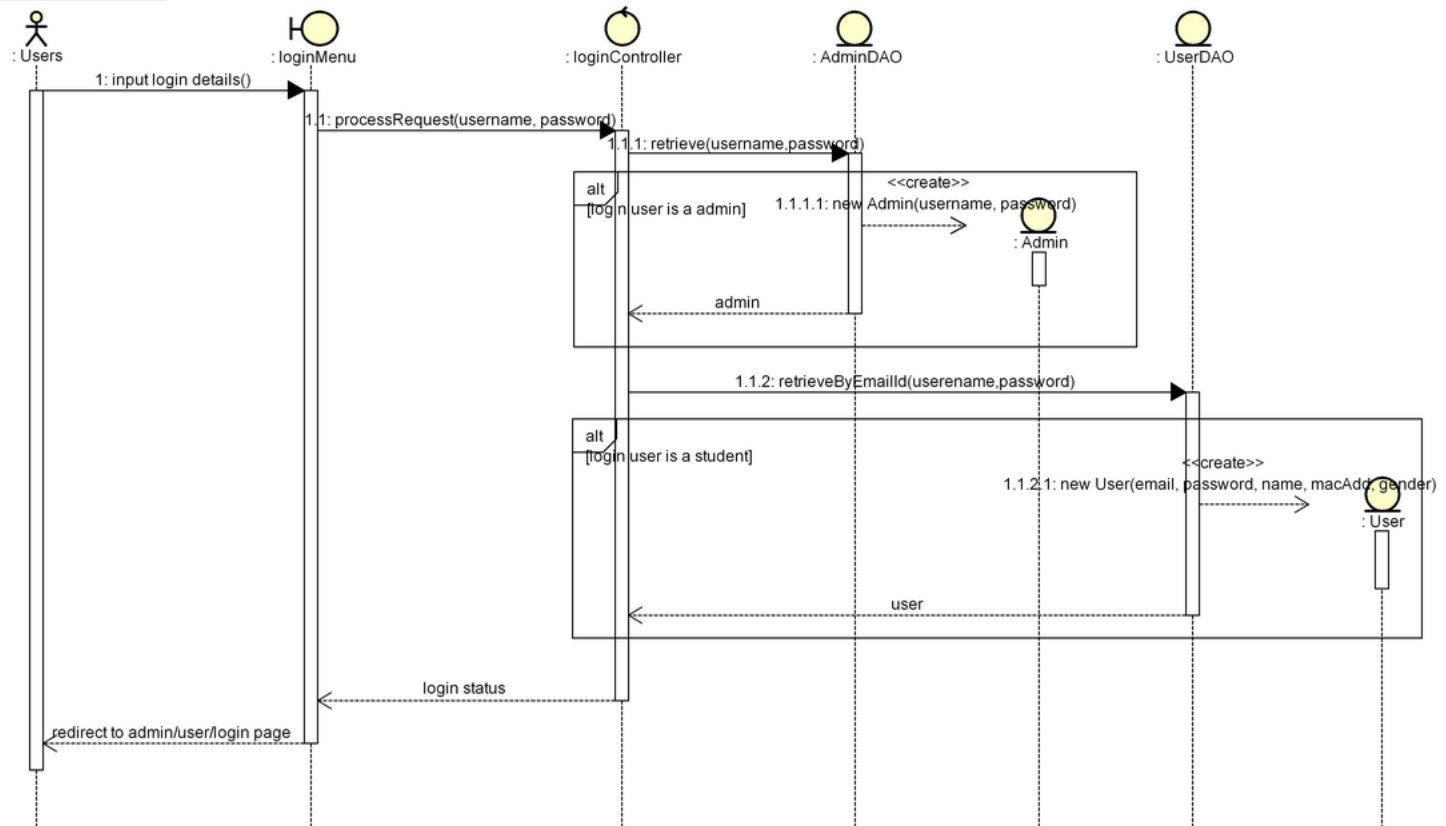 : Users
: loginMenu
: loginController
: AdminDAO
: UserDAO
1: input login details()
1.1: processRequest(username, password)
1.1.1: retrieve(username,password)
alt
[login user is a admin]
<<create>>
1.1.1.1: new Admin(username, password)
: Admin
admin
1.1.2: retrieveByEmailId(userename,password)
alt
[login user is a student]
<<create>>
1.1.2.1: new User(email, password, name, macAdd, gender)
: User
user
login status
redirect to admin/user/login page